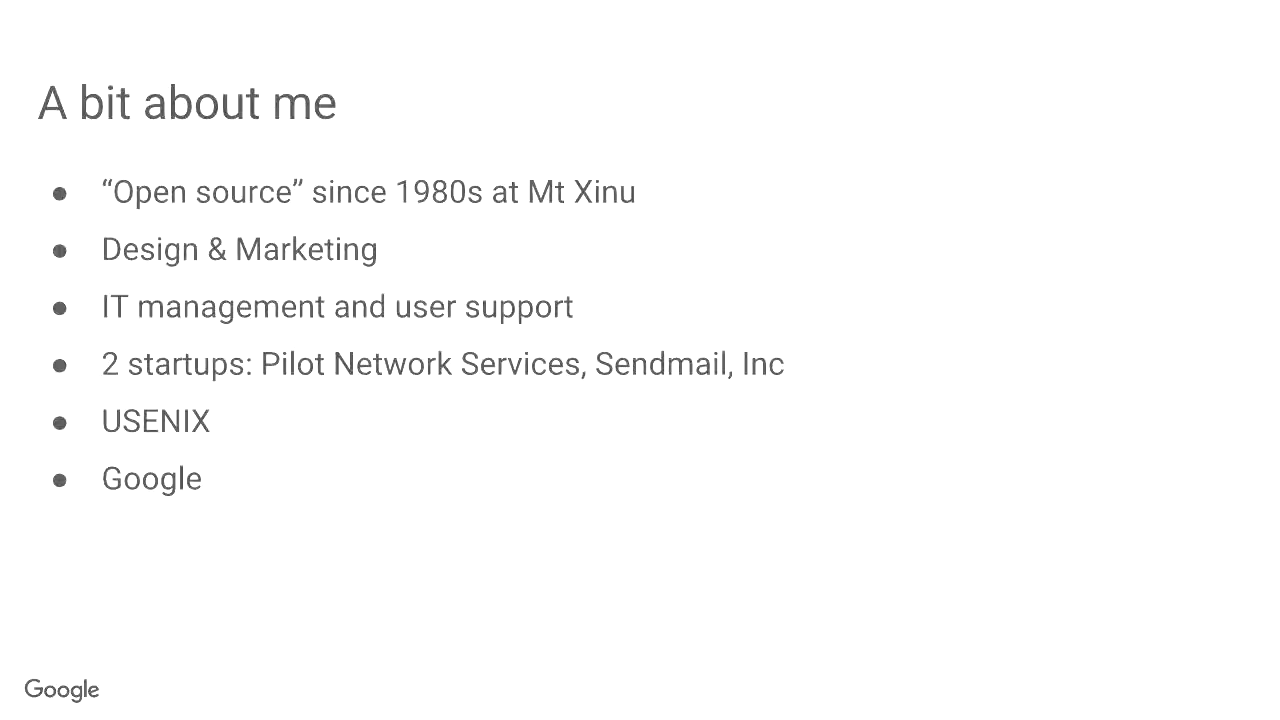 A bit about me
● “Open source” since 1980s at Mt Xinu
● Design & Marketing
● IT management and user support
● 2 startups: Pilot Network Services, Sendmail, Inc
● USENIX
● Google
Google